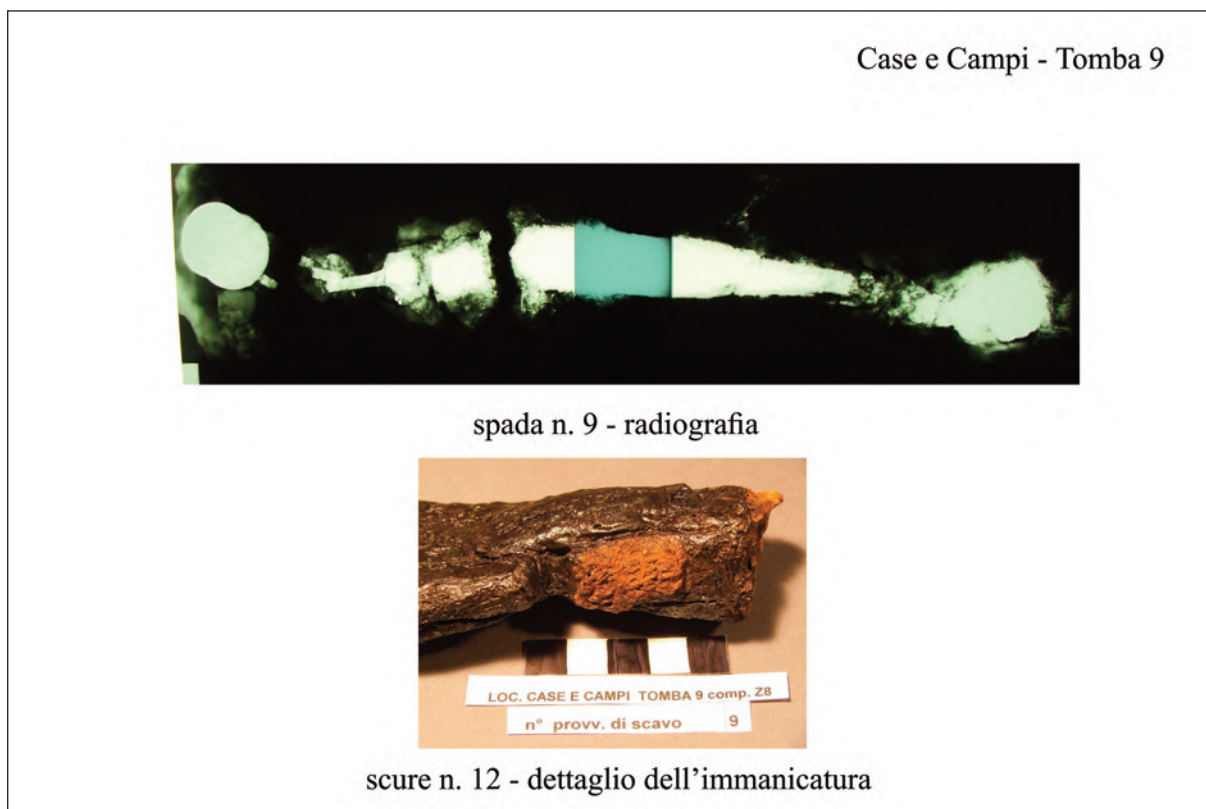 Case e Campi - Tomba 9
spada n. 9 - radiografia
LOC. CASE E CAMPI TOMBA 9 comp. Z8
n° provv. di scavo 9
scure n. 12 - dettaglio dell'immanicatura